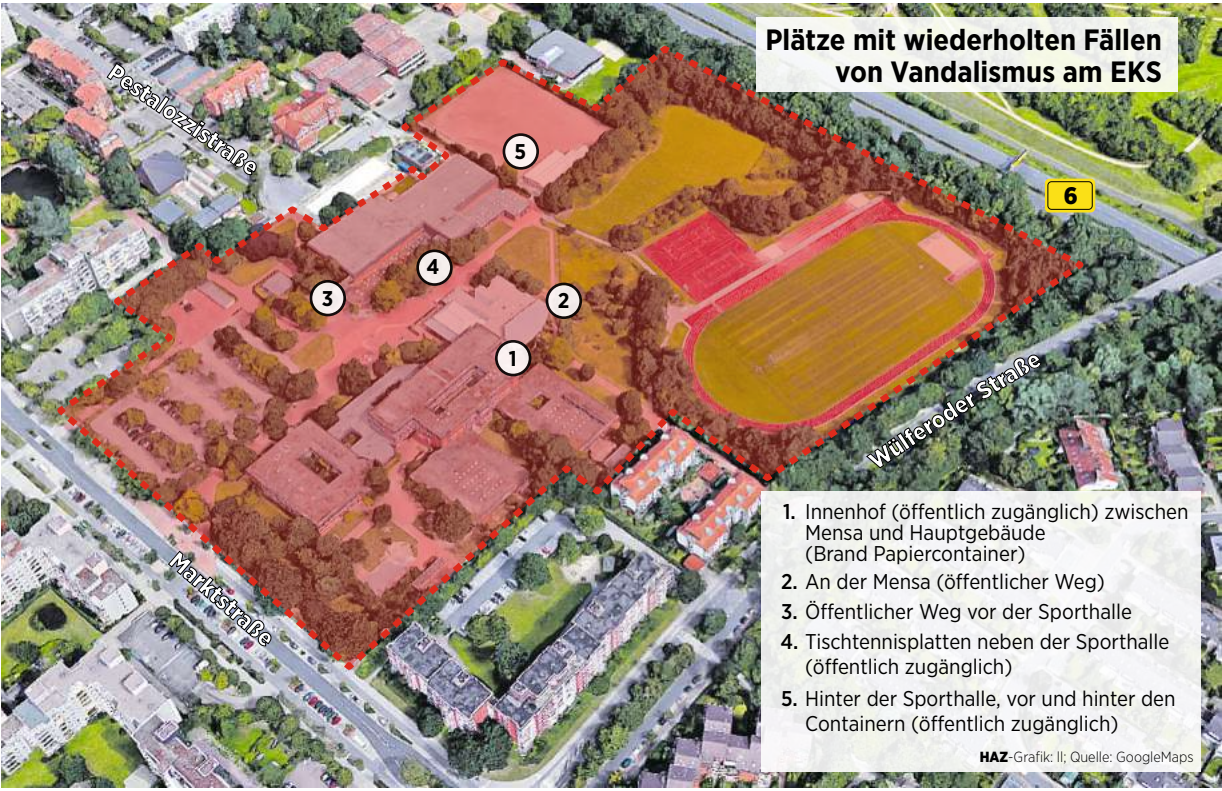 Plätze mit wiederholten Fällen
von Vandalismus am EKS
Pestalozzistraße
5
6
4
3
2
1
Wülferoder Straße
Marktstraße
1. Innenhof (öffentlich zugänglich) zwischen
Mensa und Hauptgebäude
(Brand Papiercontainer)
2. An der Mensa (öffentlicher Weg)
3. Öffentlicher Weg vor der Sporthalle
4. Tischtennisplatten neben der Sporthalle
(öffentlich zugänglich)
5. Hinter der Sporthalle, vor und hinter den
Containern (öffentlich zugänglich)
HAZ-Grafik: II; Quelle: GoogleMaps